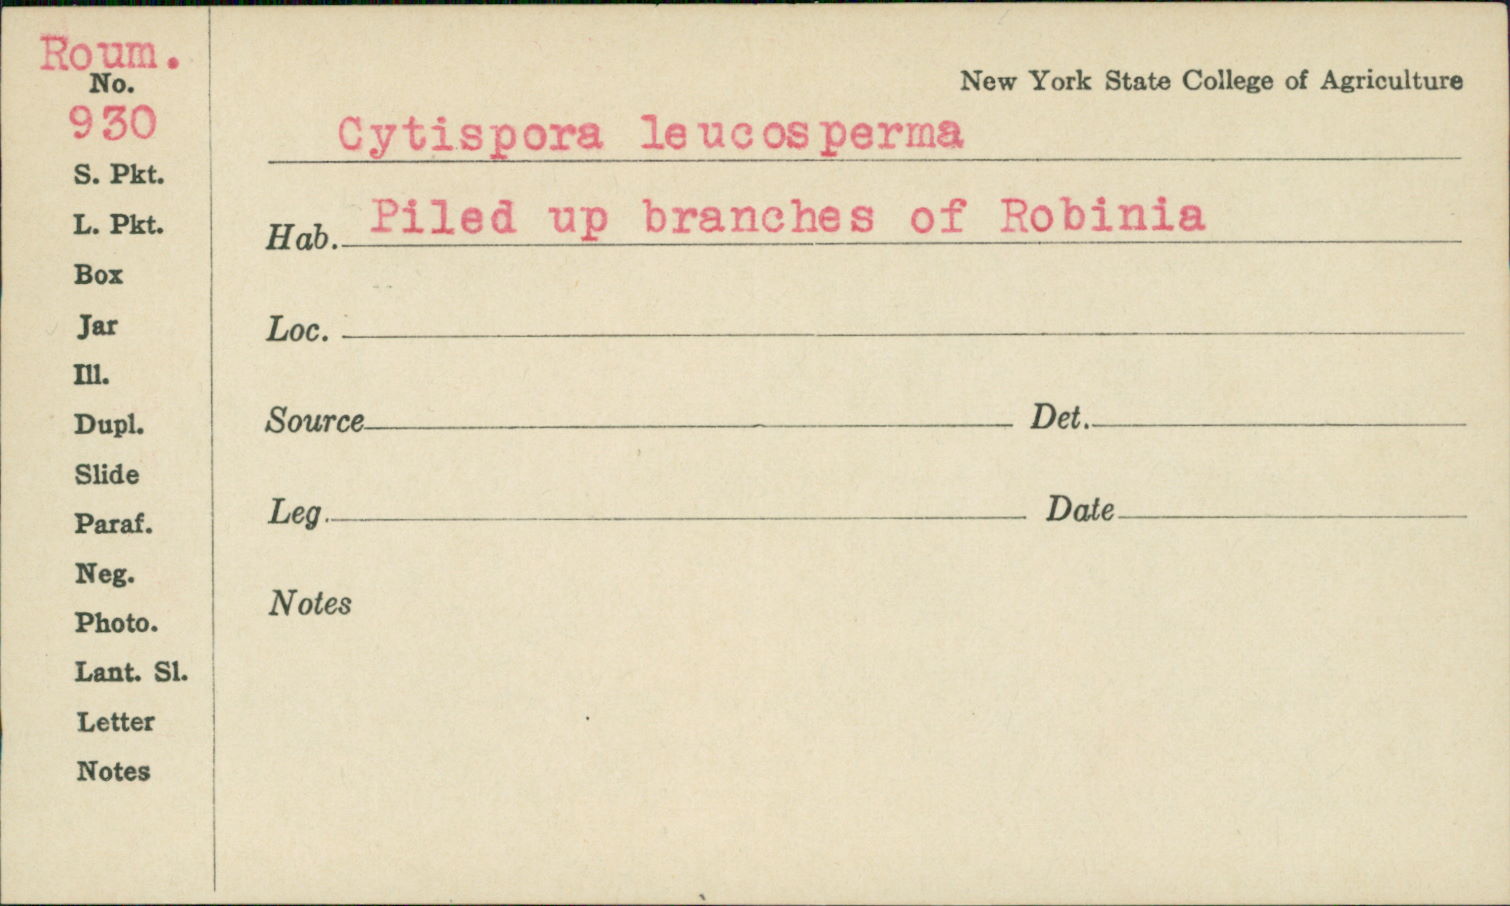 Roum.
No.
930
S. Pkt.
L. Pkt.
Box
Jar
Ill.
Dupl.
Slide
Paraf.
Neg.
Photo.
Lant. Sl.
Letter
Notes
New York State College of Agriculture
Cytispora leucosperma
Hab. Piled up branches of Robinia
Loc.
Source Det.
Leg. Date
Notes